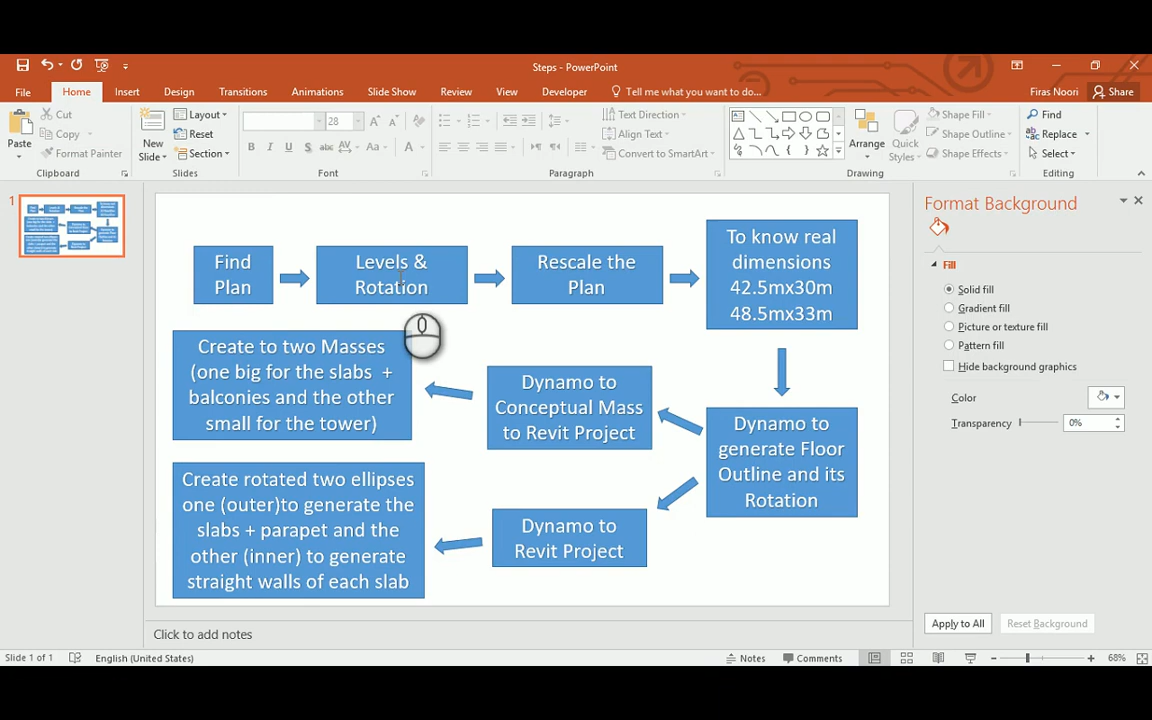 Steps - PowerPoint
File
Home
Insert
Design
Transitions
Animations
Slide Show
Review
View
Developer
Tell me what you want to do...
Firas Noori
Share
Paste
Cut
Copy
Format Painter
Clipboard
New
Slide
Layout
Reset
Section
Slides
28
Font
Text Direction
Align Text
Convert to SmartArt
Paragraph
Arrange
Quick
Styles
Shape Fill
Shape Outline
Shape Effects
Drawing
Find
Replace
Select
Editing
1
Find
Plan
Levels &
Rotation
Rescale the
Plan
To know real
dimensions
42.5mx30m
48.5mx33m
Create to two Masses
(one big for the slabs +
balconies and the other
small for the tower)
Dynamo to
Conceptual Mass
to Revit Project
Dynamo to
generate Floor
Outline and its
Rotation
Create rotated two ellipses
one (outer)to generate the
slabs + parapet and the
other (inner) to generate
straight walls of each slab
Dynamo to
Revit Project
Format Background
Fill
Solid fill
Gradient fill
Picture or texture fill
Pattern fill
Hide background graphics
Color
Transparency
0%
Apply to All
Reset Background
Click to add notes
Slide 1 of 1
English (United States)
Notes
Comments
68%